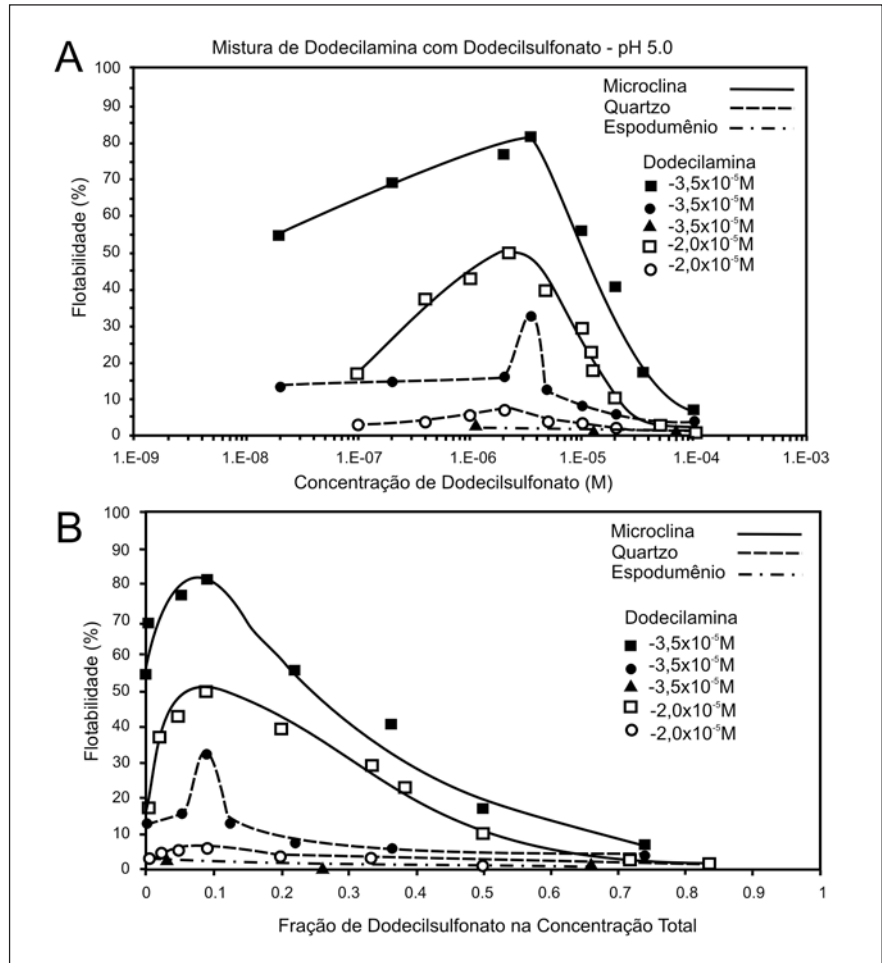 A
Mistura de Dodecilamina com Dodecilsulfonato - pH 5.0
Flotabilidade (%)
100
90
80
70
60
50
40
30
20
10
0
Microclina
Quartzo
Espodumênio
Dodecilamina
-3,5x10⁻⁵M
-3,5x10⁻⁵M
-3,5x10⁻⁵M
-2,0x10⁻⁵M
-2,0x10⁻⁵M
1.E-09 1.E-08 1.E-07 1.E-06 1.E-05 1.E-04 1.E-03
Concentração de Dodecilsulfonato (M)
B
Flotabilidade (%)
100
90
80
70
60
50
40
30
20
10
0
Microclina
Quartzo
Espodumênio
Dodecilamina
-3,5x10⁻⁵M
-3,5x10⁻⁵M
-3,5x10⁻⁵M
-2,0x10⁻⁵M
-2,0x10⁻⁵M
0 0.1 0.2 0.3 0.4 0.5 0.6 0.7 0.8 0.9 1
Fração de Dodecilsulfonato na Concentração Total